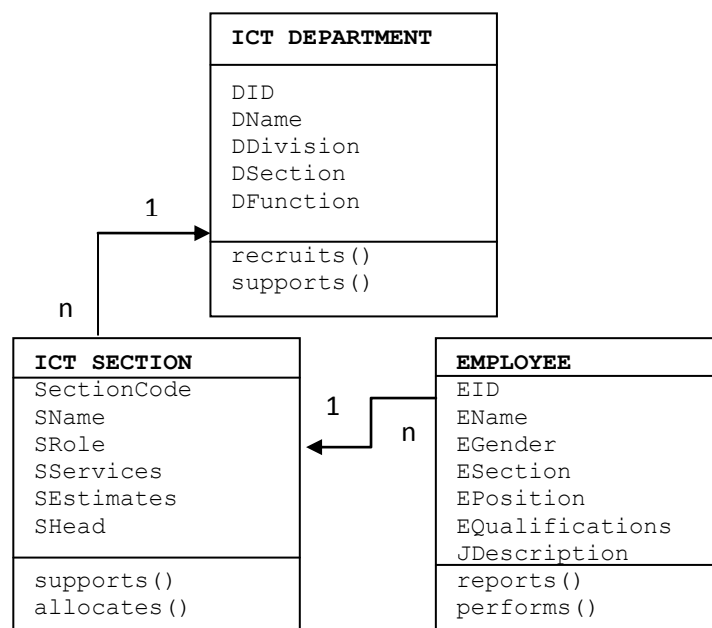 ICT DEPARTMENT
DID
DName
DDivision
DSection
DFunction
recruits()
supports()
1
n
ICT SECTION
SectionCode
SName
SRole
SServices
SEstimates
SHead
supports()
allocates()
1
n
EMPLOYEE
EID
EName
EGender
ESection
EPosition
EQualifications
JDescription
reports()
performs()